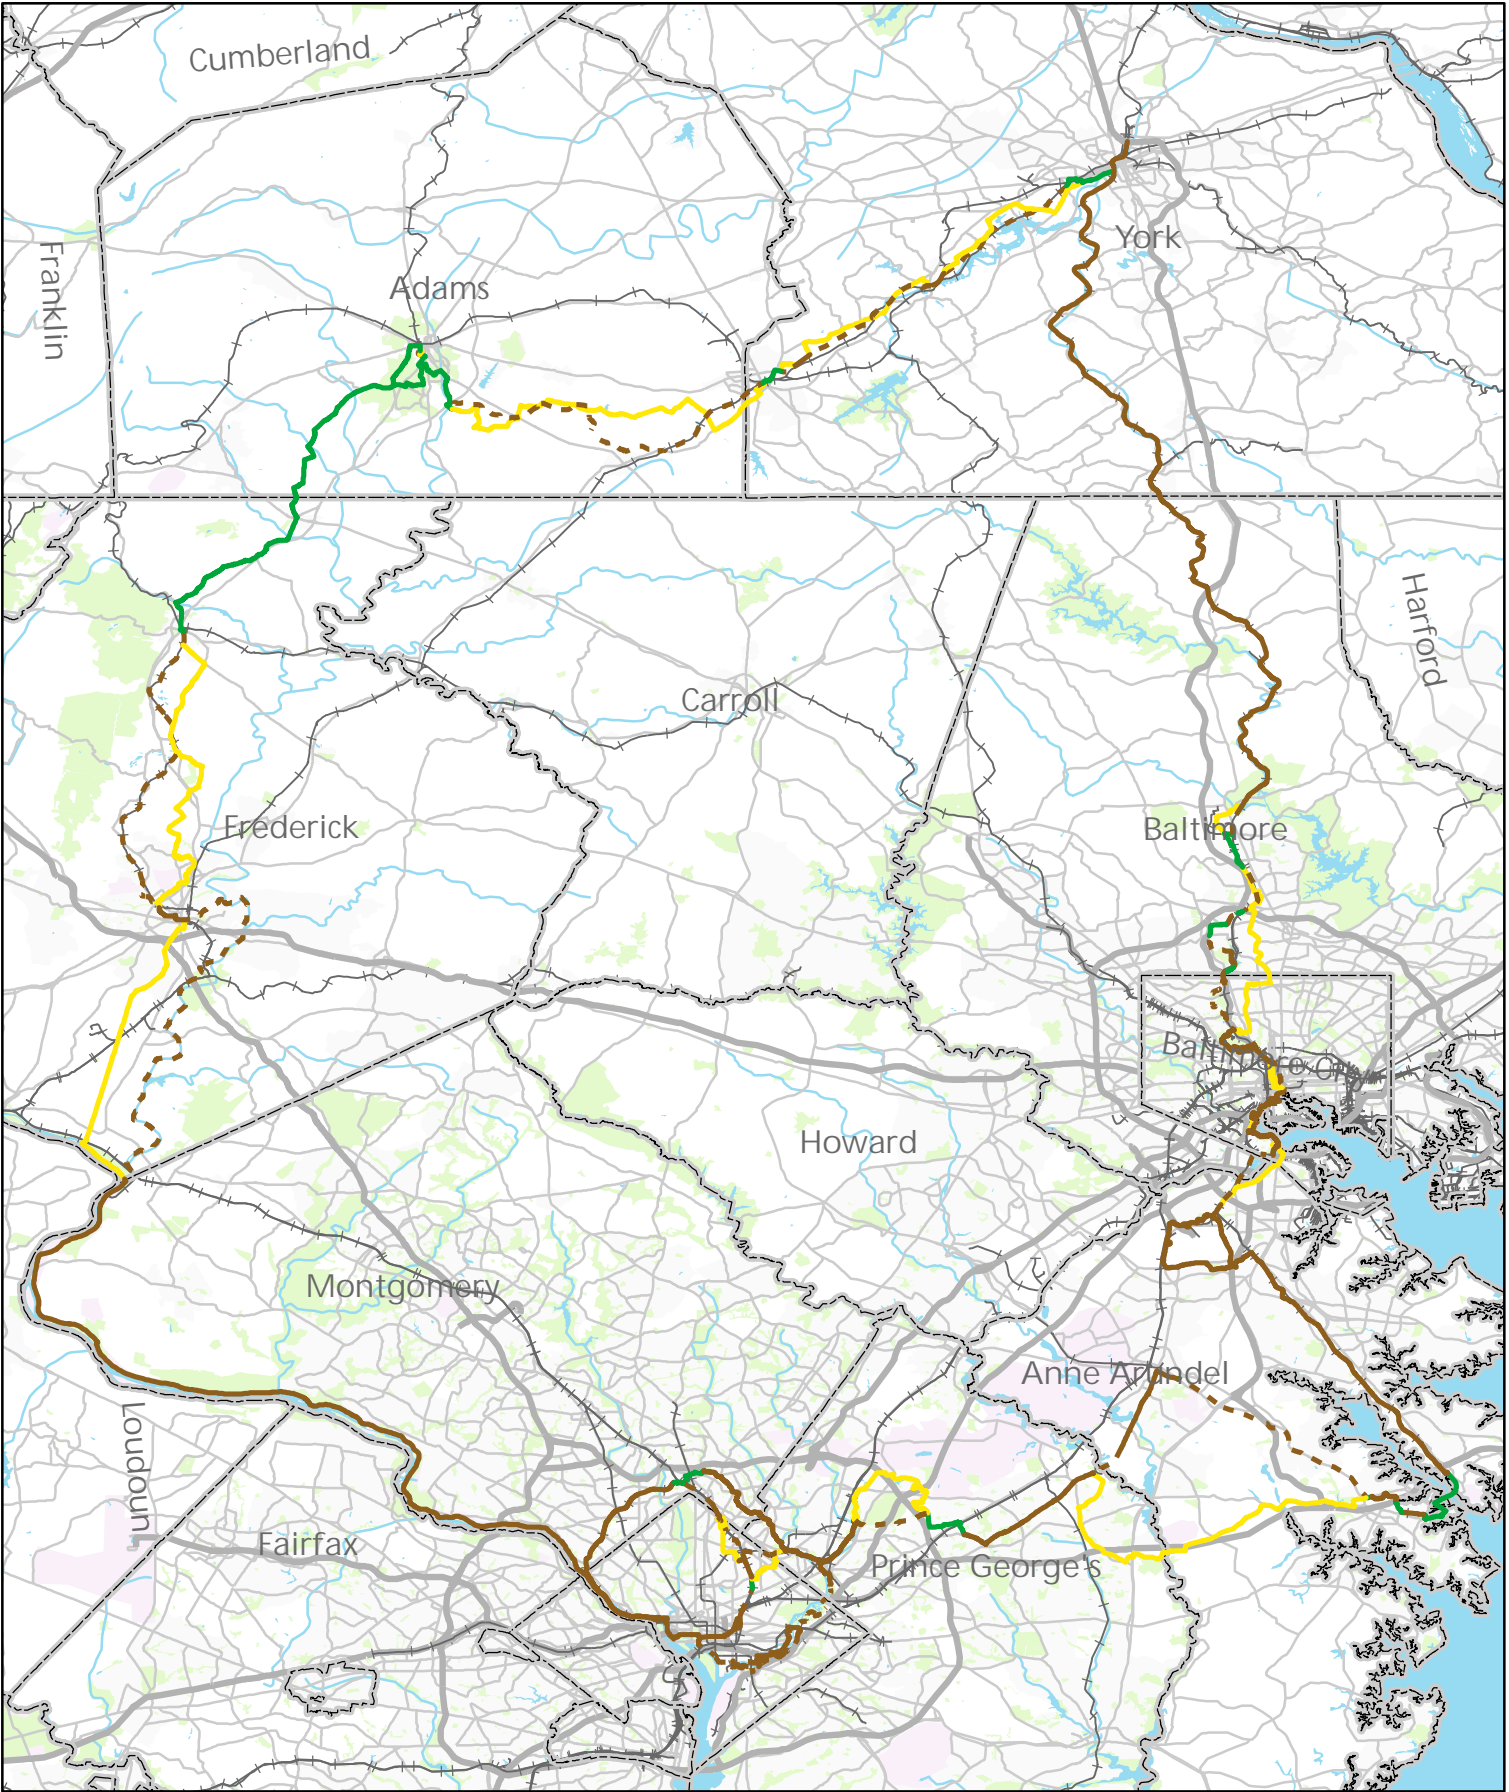 Cumberland
York
Franklin
Adams
Harford
Carroll
Frederick
Baltimore
Baltimore City
Howard
Montgomery
Anne Arundel
Loudoun
Fairfax
Prince George's